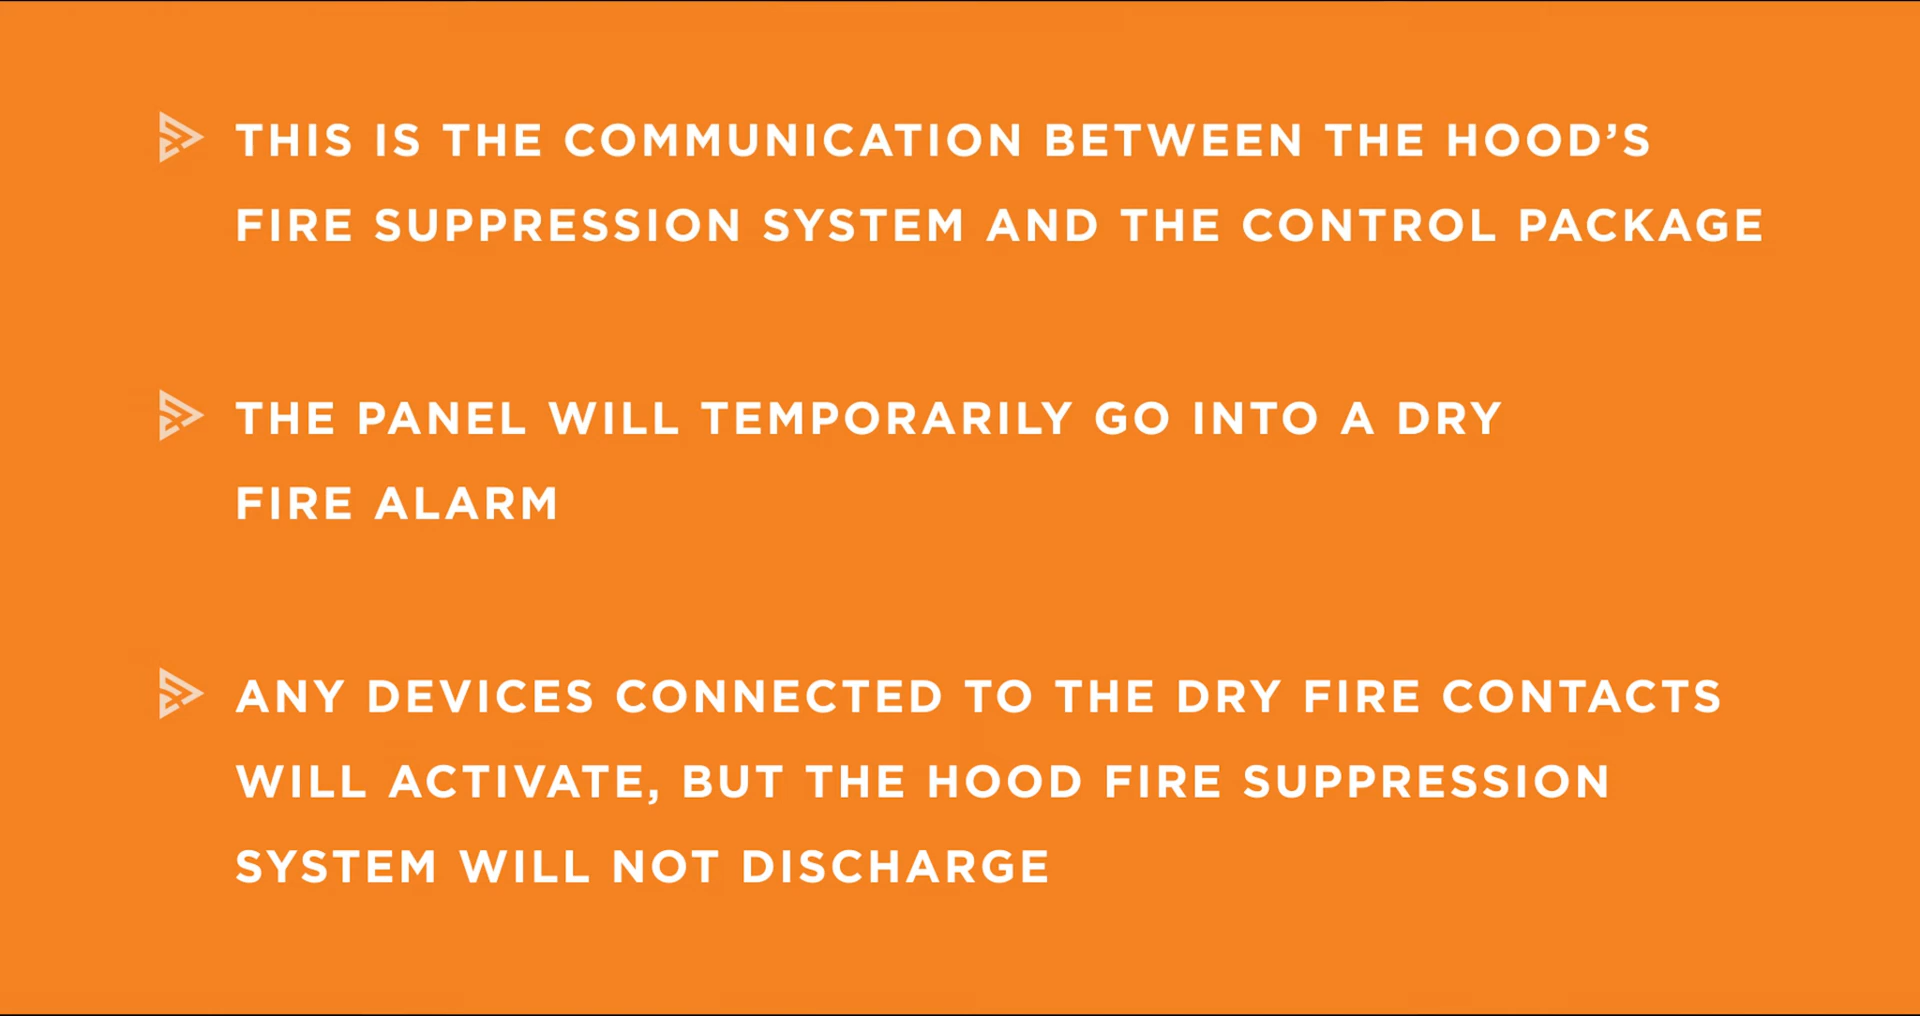 THIS IS THE COMMUNICATION BETWEEN THE HOOD’S
FIRE SUPPRESSION SYSTEM AND THE CONTROL PACKAGE
THE PANEL WILL TEMPORARILY GO INTO A DRY
FIRE ALARM
ANY DEVICES CONNECTED TO THE DRY FIRE CONTACTS
WILL ACTIVATE, BUT THE HOOD FIRE SUPPRESSION
SYSTEM WILL NOT DISCHARGE